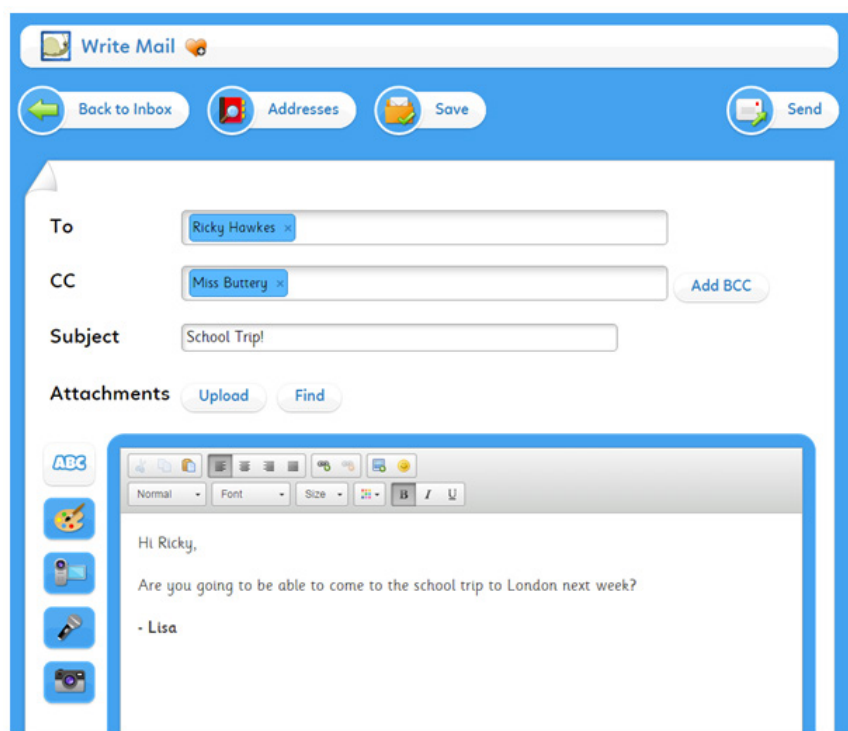 Write Mail
Back to Inbox Addresses Save Send
To Ricky Hawkes ×
CC Miss Buttery × Add BCC
Subject School Trip!
Attachments Upload Find
ABC
Normal Font Size B I U
Hi Ricky,
Are you going to be able to come to the school trip to London next week?
- Lisa